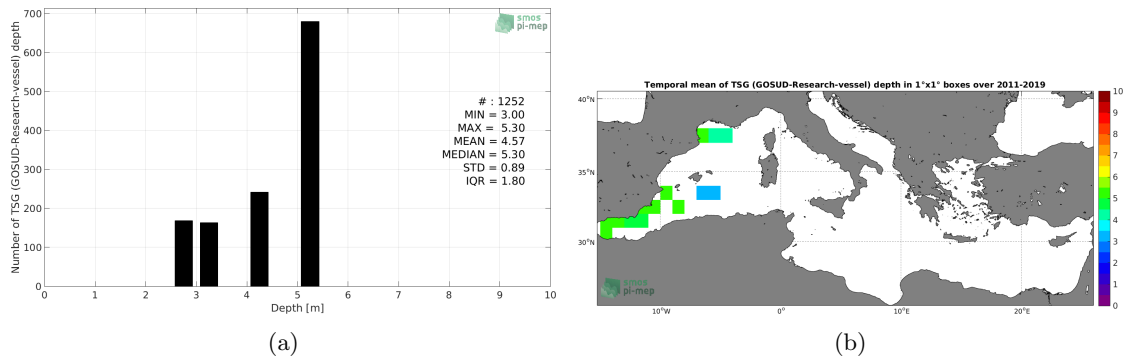 700
600
500
400
300
200
100
0
Number of TSG (GOSUD-Research-vessel) depth
0 1 2 3 4 5 6 7 8 9 10
Depth [m]
smos
pi-mep
# : 1252
MIN = 3.00
MAX = 5.30
MEAN = 4.57
MEDIAN = 5.30
STD = 0.89
IQR = 1.80
(a)
Temporal mean of TSG (GOSUD-Research-vessel) depth in 1°x1° boxes over 2011-2019
40°N
35°N
30°N
10°W 0° 10°E 20°E
smos
pi-mep
10
9
8
7
6
5
4
3
2
1
0
(b)